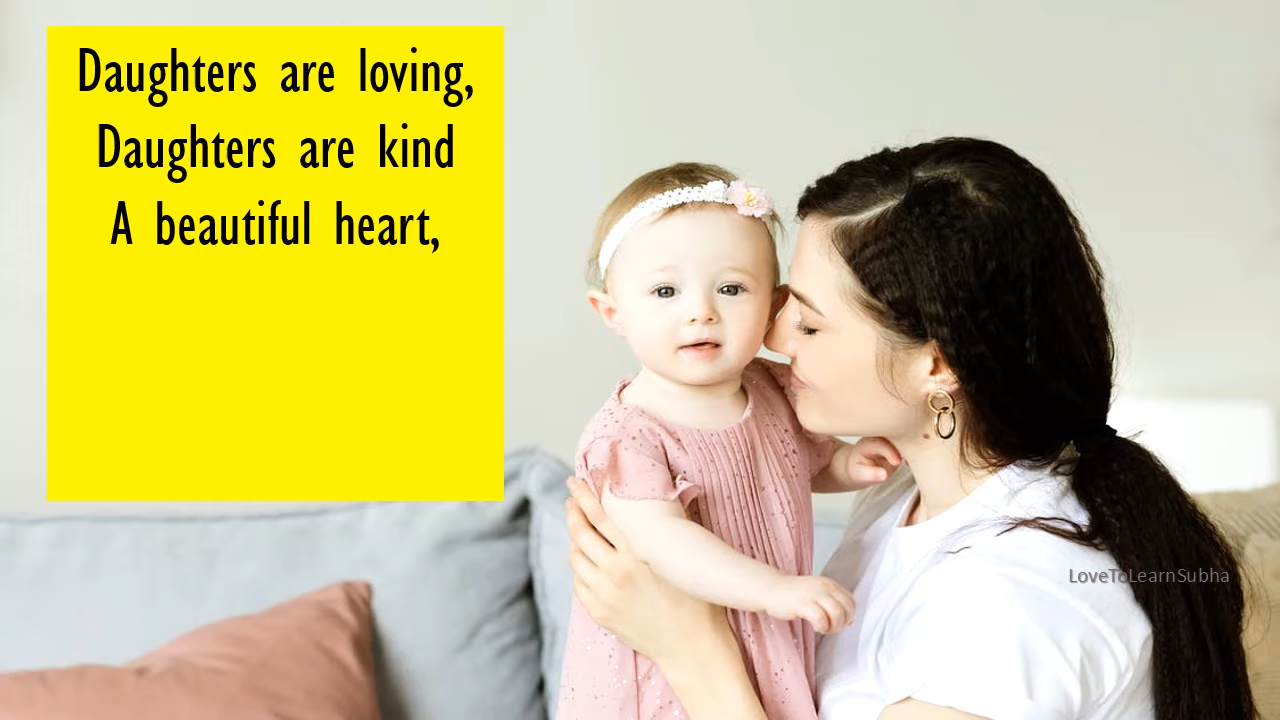 Daughters are loving,
Daughters are kind
A beautiful heart,
LoveToLearnSubha